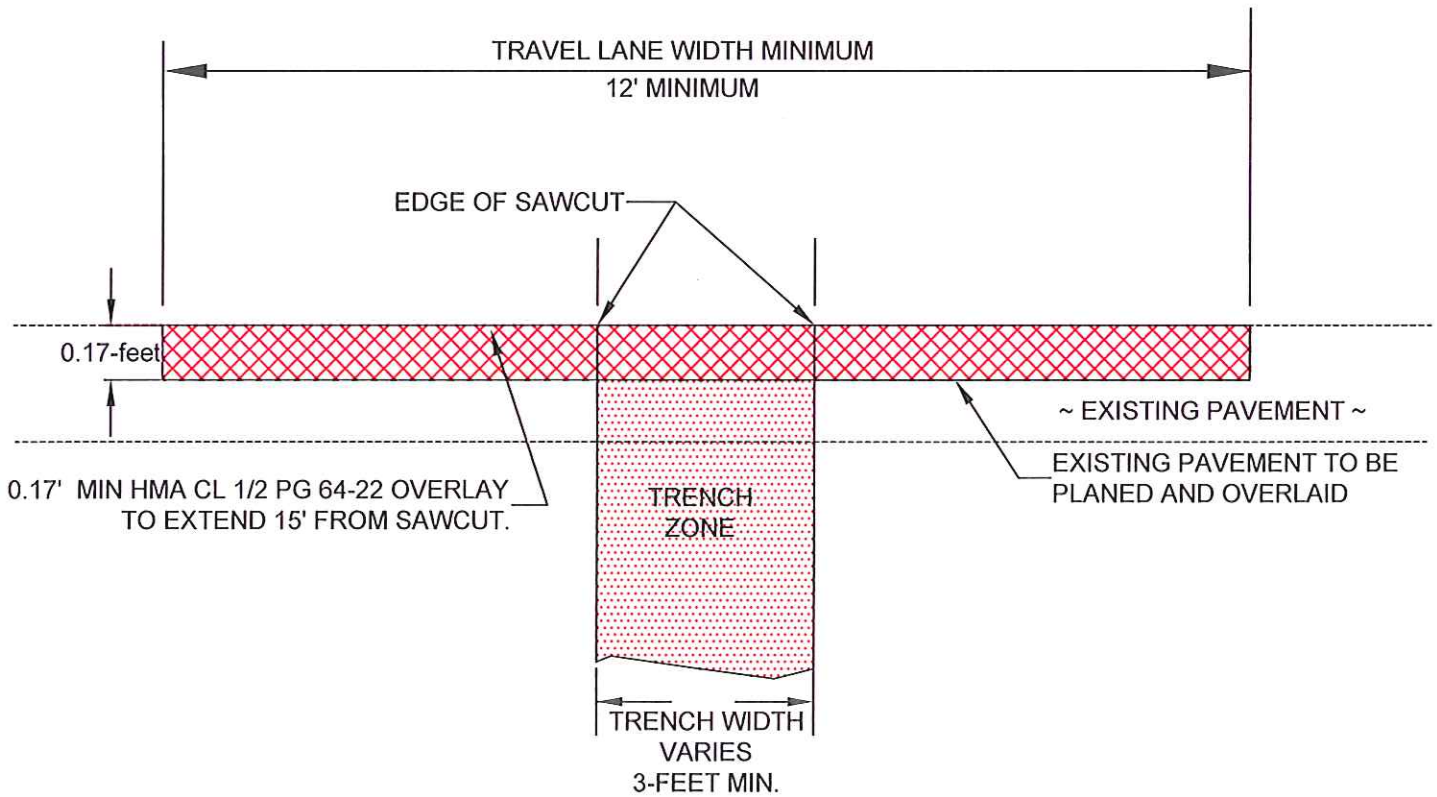 TRAVEL LANE WIDTH MINIMUM
12' MINIMUM
EDGE OF SAWCUT
0.17-feet
~ EXISTING PAVEMENT ~
0.17' MIN HMA CL 1/2 PG 64-22 OVERLAY
TO EXTEND 15' FROM SAWCUT.
TRENCH
ZONE
EXISTING PAVEMENT TO BE
PLANED AND OVERLAID
TRENCH WIDTH
VARIES
3-FEET MIN.